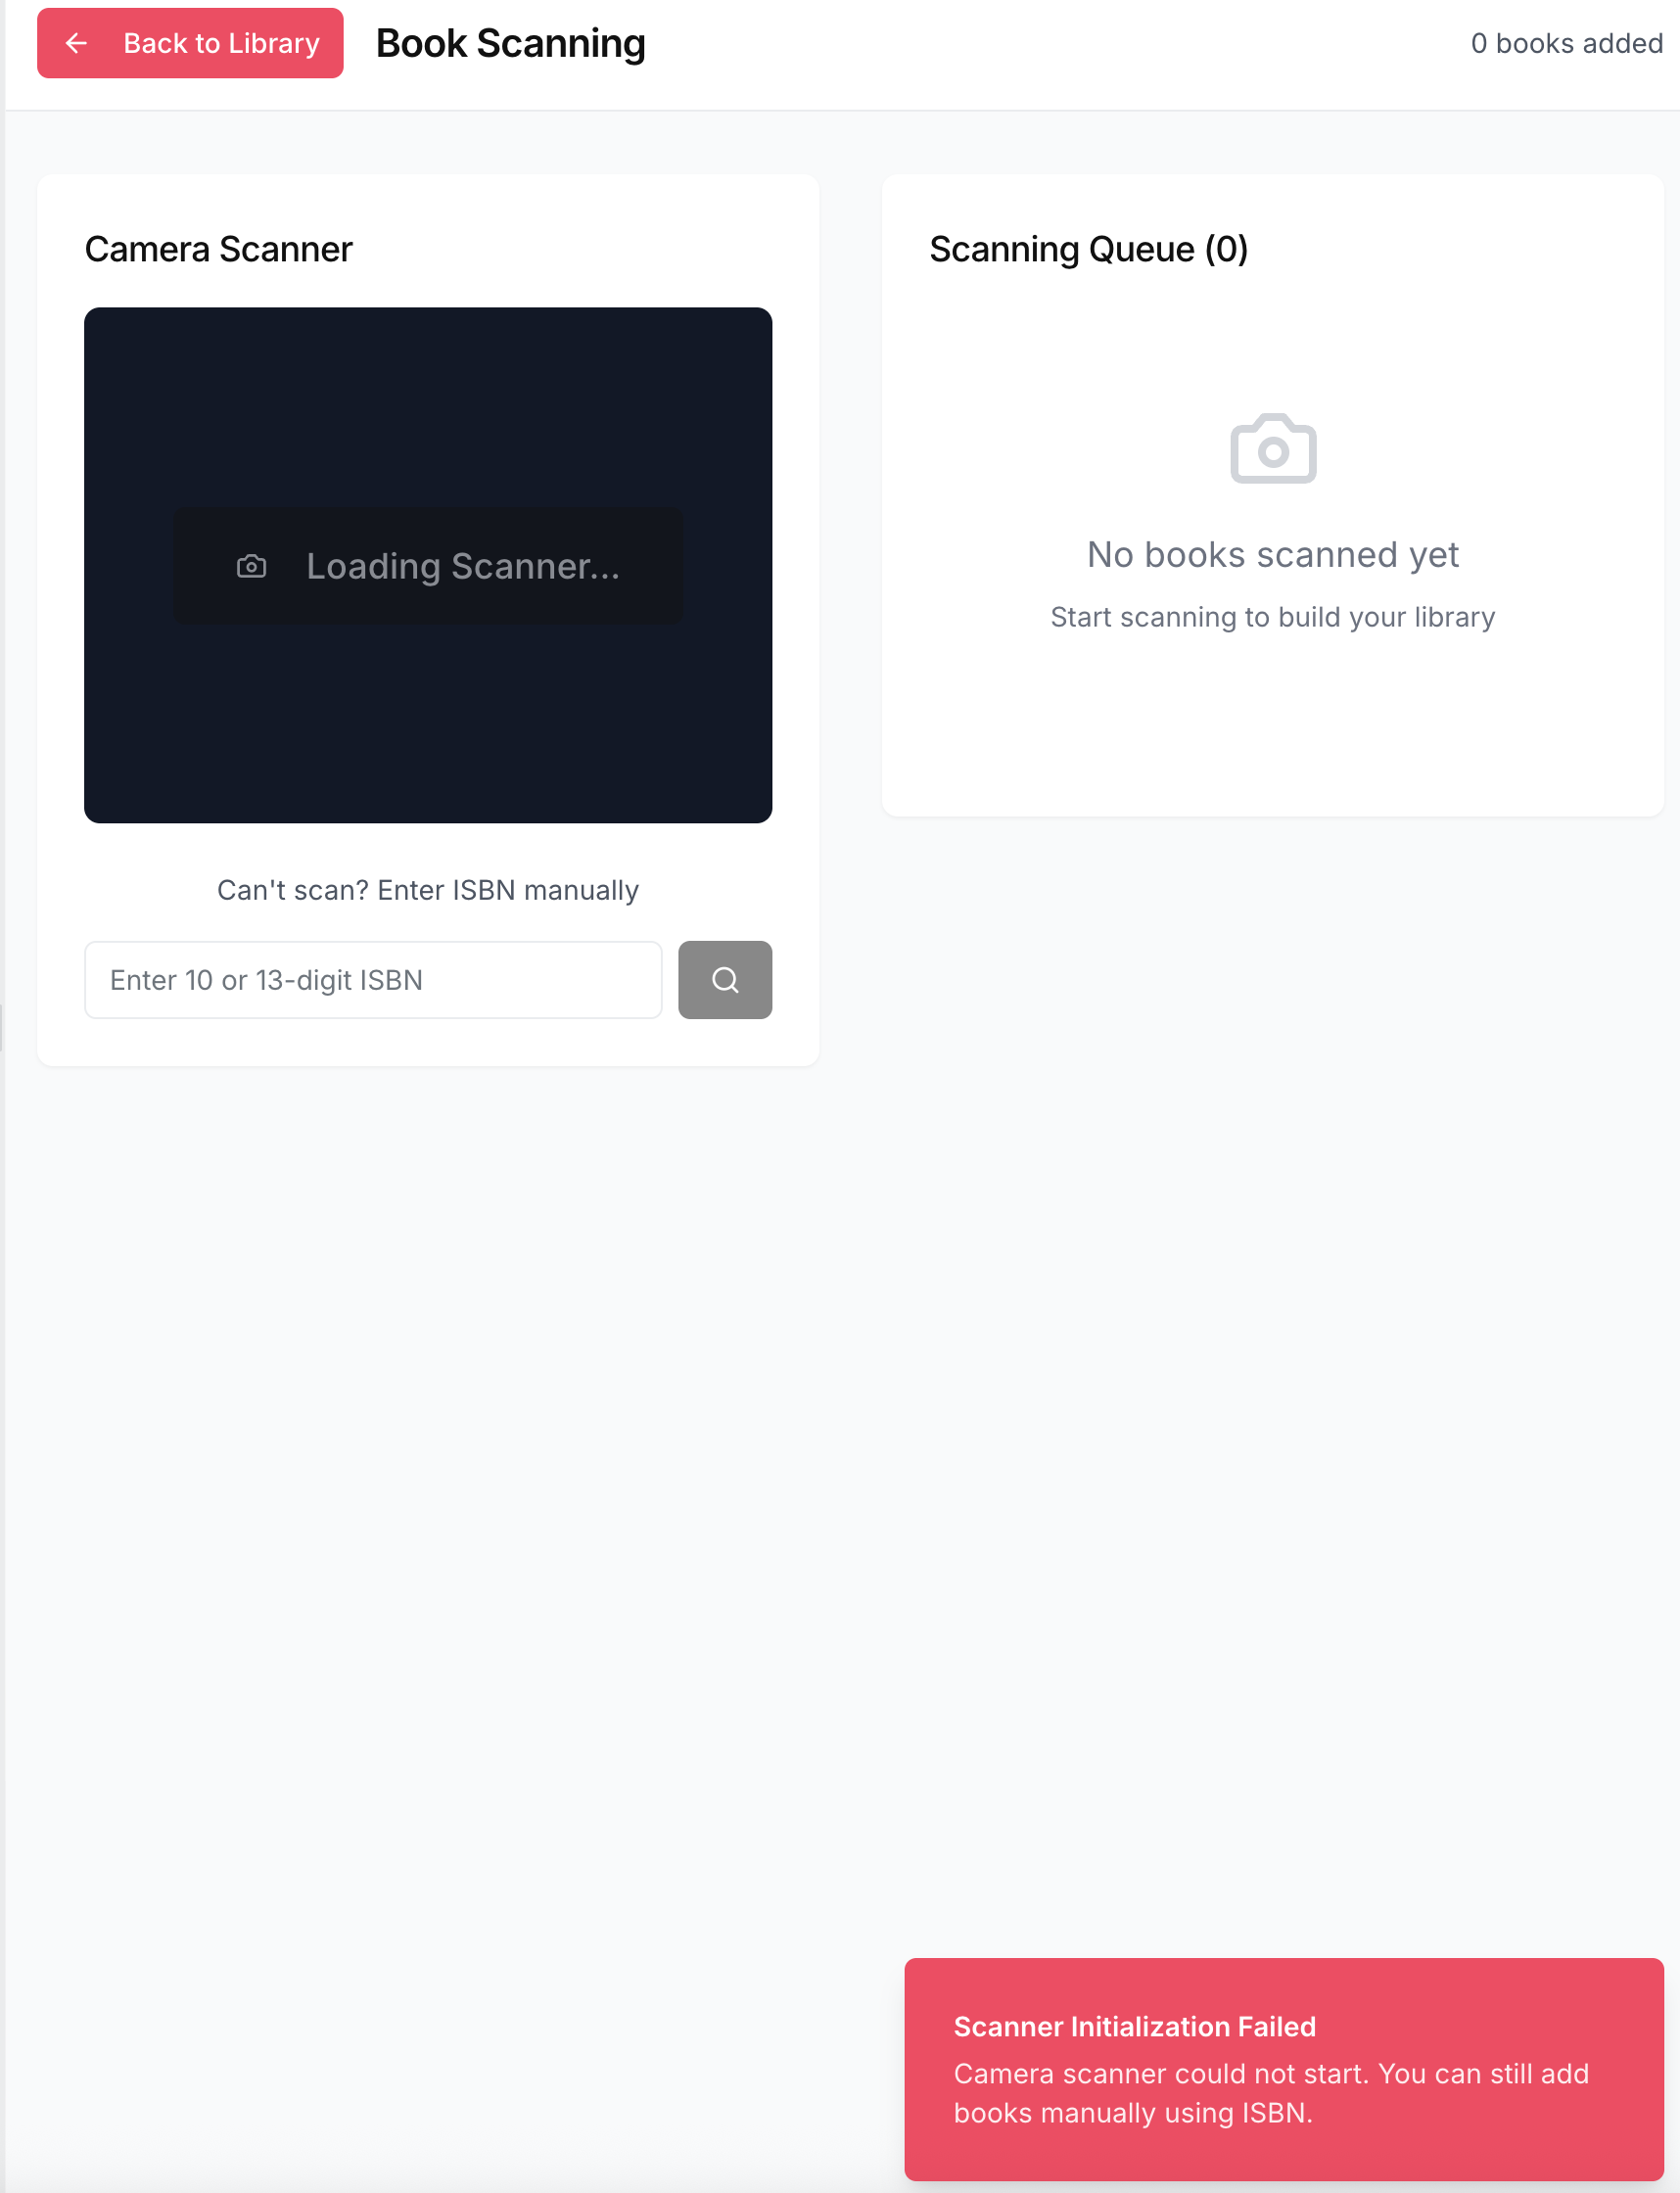 Back to Library
Book Scanning
0 books added
Camera Scanner
Loading Scanner...
Can't scan? Enter ISBN manually
Enter 10 or 13-digit ISBN
Scanning Queue (0)
No books scanned yet
Start scanning to build your library
Scanner Initialization Failed
Camera scanner could not start. You can still add
books manually using ISBN.